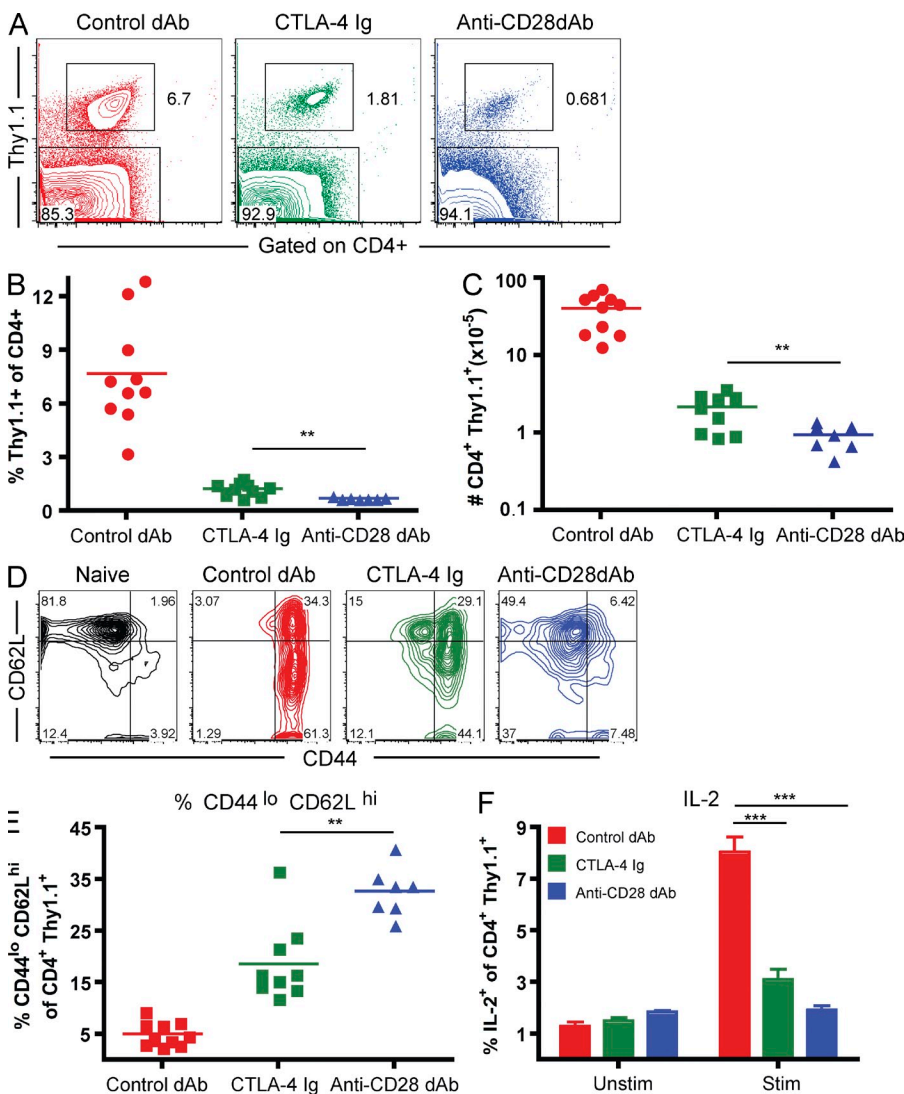 A
Control dAb CTLA-4 Ig Anti-CD28dAb
Thy1.1
6.7 1.81 0.681
85.3 92.9 94.1
Gated on CD4+
B
% Thy1.1+ of CD4+
12
9
6
3
0
**
Control dAb CTLA-4 Ig Anti-CD28 dAb
C
# CD4⁺ Thy1.1⁺(x10⁻⁵)
100
10
1
0.1
**
Control dAb CTLA-4 Ig Anti-CD28 dAb
D
Naive Control dAb CTLA-4 Ig Anti-CD28dAb
CD62L
81.8 1.96 3.07 34.3 15 29.1 49.4 6.42
12.4 3.92 1.29 61.3 12.1 44.1 37 7.48
CD44
E
% CD44 lo CD62L hi
% CD44lo CD62Lhi
of CD4⁺ Thy1.1⁺
45
35
25
15
5
**
Control dAb CTLA-4 Ig Anti-CD28 dAb
F
IL-2
% IL-2⁺ of CD4⁺ Thy1.1⁺
9
7
5
3
1
***
***
Control dAb
CTLA-4 Ig
Anti-CD28 dAb
Unstim Stim